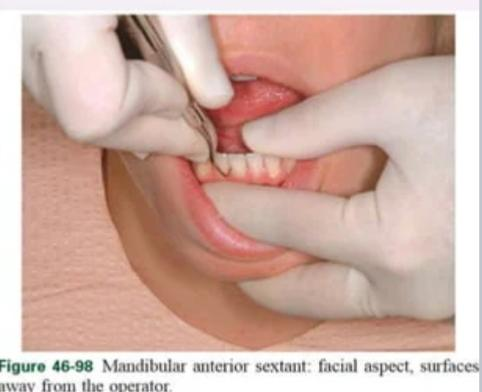 Figure 46-98 Mandibular anterior sextant: facial aspect, surfaces
away from the operator.